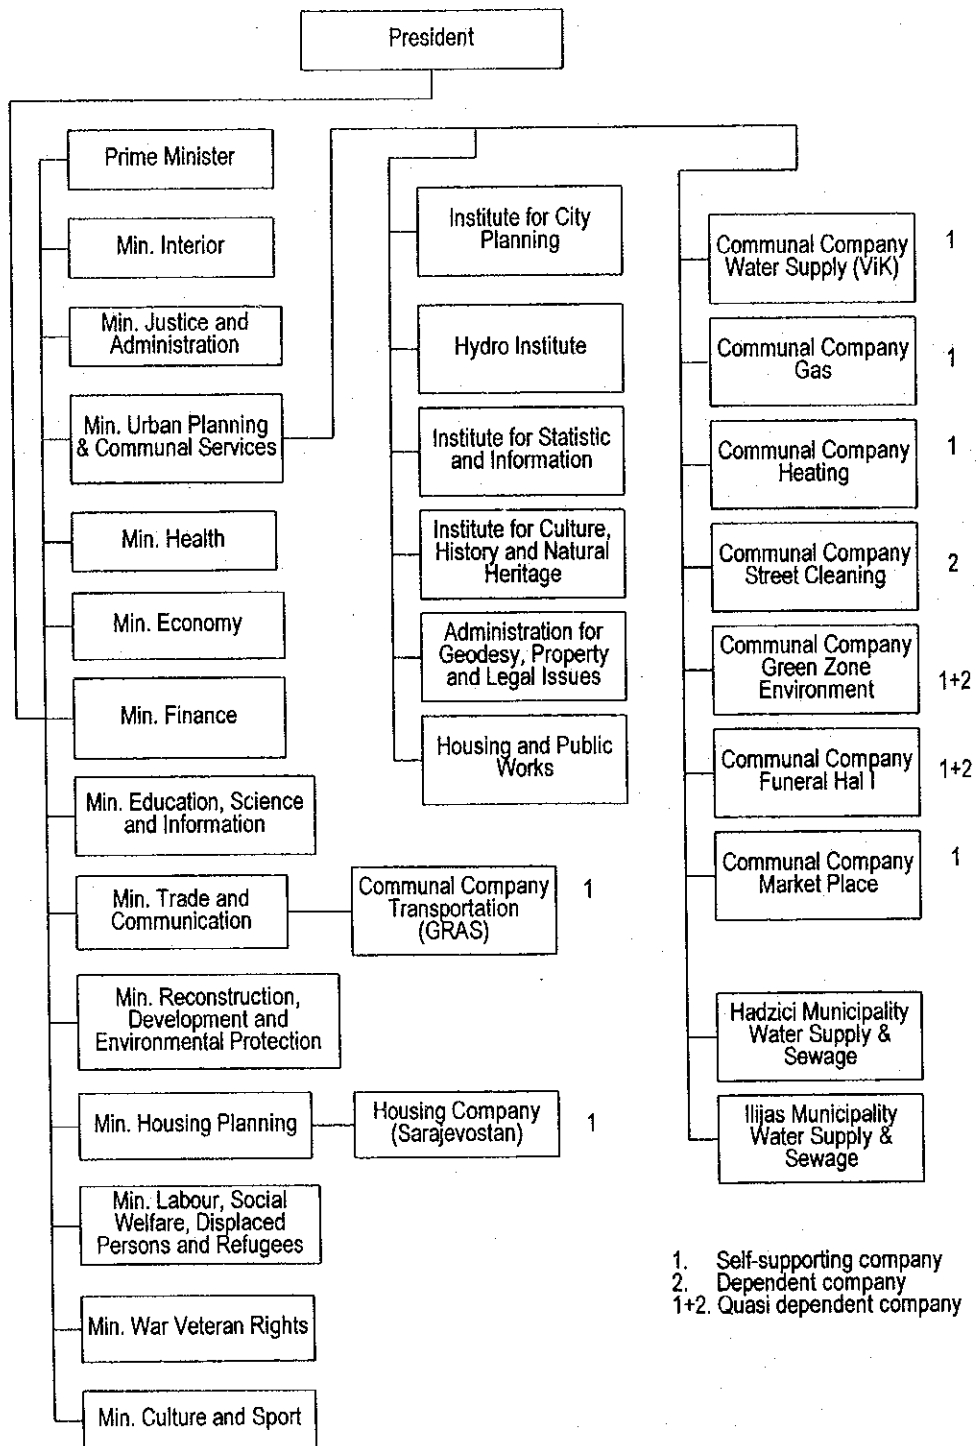 President
Prime Minister
Min. Interior
Min. Justice and
Administration
Min. Urban Planning
& Communal Services
Min. Health
Min. Economy
Min. Finance
Min. Education, Science
and Information
Min. Trade and
Communication
Min. Reconstruction,
Development and
Environmental Protection
Min. Housing Planning
Min. Labour, Social
Welfare, Displaced
Persons and Refugees
Min. War Veteran Rights
Min. Culture and Sport
Institute for City
Planning
Hydro Institute
Institute for Statistic
and Information
Institute for Culture,
History and Natural
Heritage
Administration for
Geodesy, Property
and Legal Issues
Housing and Public
Works
Communal Company
Transportation
(GRAS)
1
Housing Company
(Sarajevostan)
1
Communal Company
Water Supply (ViK)
1
Communal Company
Gas
1
Communal Company
Heating
1
Communal Company
Street Cleaning
2
Communal Company
Green Zone
Environment
1+2
Communal Company
Funeral Hal l
1+2
Communal Company
Market Place
1
Hadzici Municipality
Water Supply &
Sewage
Ilijas Municipality
Water Supply &
Sewage
1. Self-supporting company
2. Dependent company
1+2. Quasi dependent company